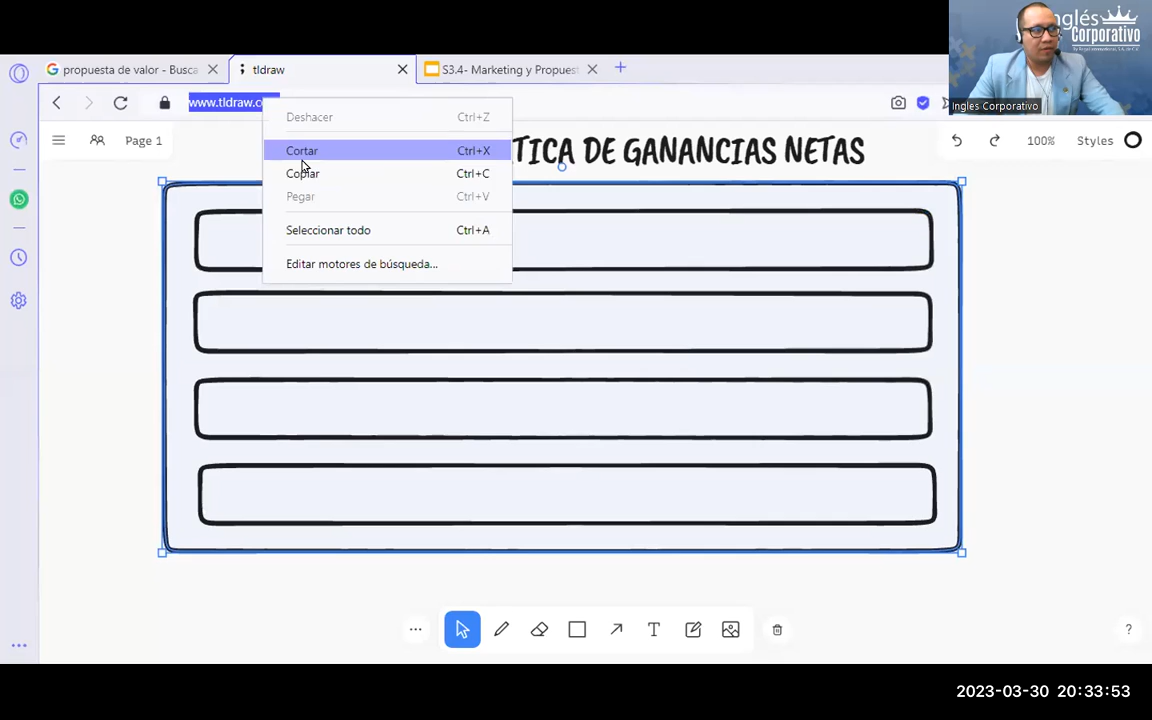 Inglés
Corporativo
Ingles Corporativo
propuesta de valor - Busca
tldraw
S3.4- Marketing y Propuest
www.tldraw.c
Page 1
100%
Styles
TICA DE GANANCIAS NETAS
Deshacer Ctrl+Z
Cortar Ctrl+X
Copiar Ctrl+C
Pegar Ctrl+V
Seleccionar todo Ctrl+A
Editar motores de búsqueda...
T
?
2023-03-30 20:33:53